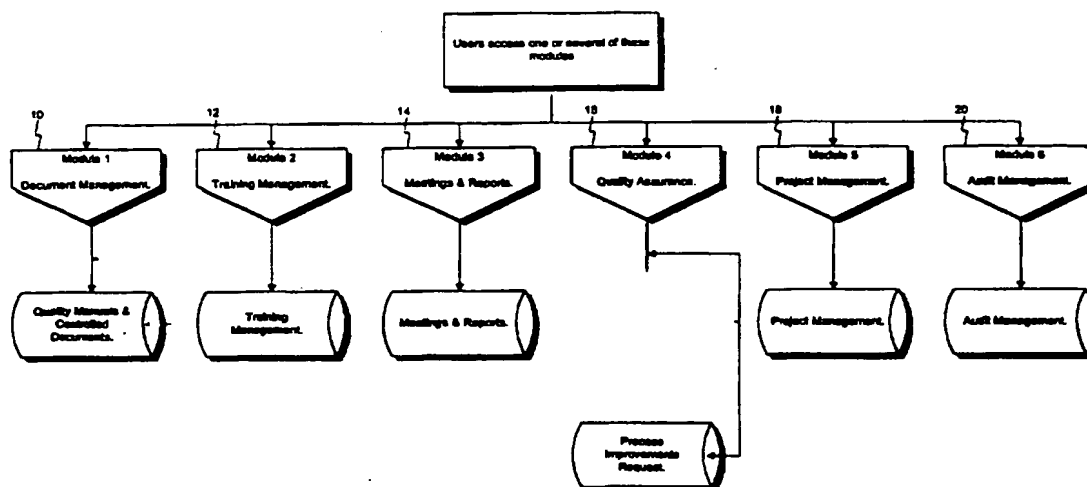 Users access one or several of these
modules
10
12
14
16
18
20
Module 1
Document Management.
Module 2
Training Management.
Module 3
Meetings & Reports.
Module 4
Quality Assurance.
Module 5
Project Management.
Module 6
Audit Management.
Quality Manuals &
Controlled
Documents.
Training
Management.
Meetings & Reports.
Project Management.
Audit Management.
Process
Improvements
Request.